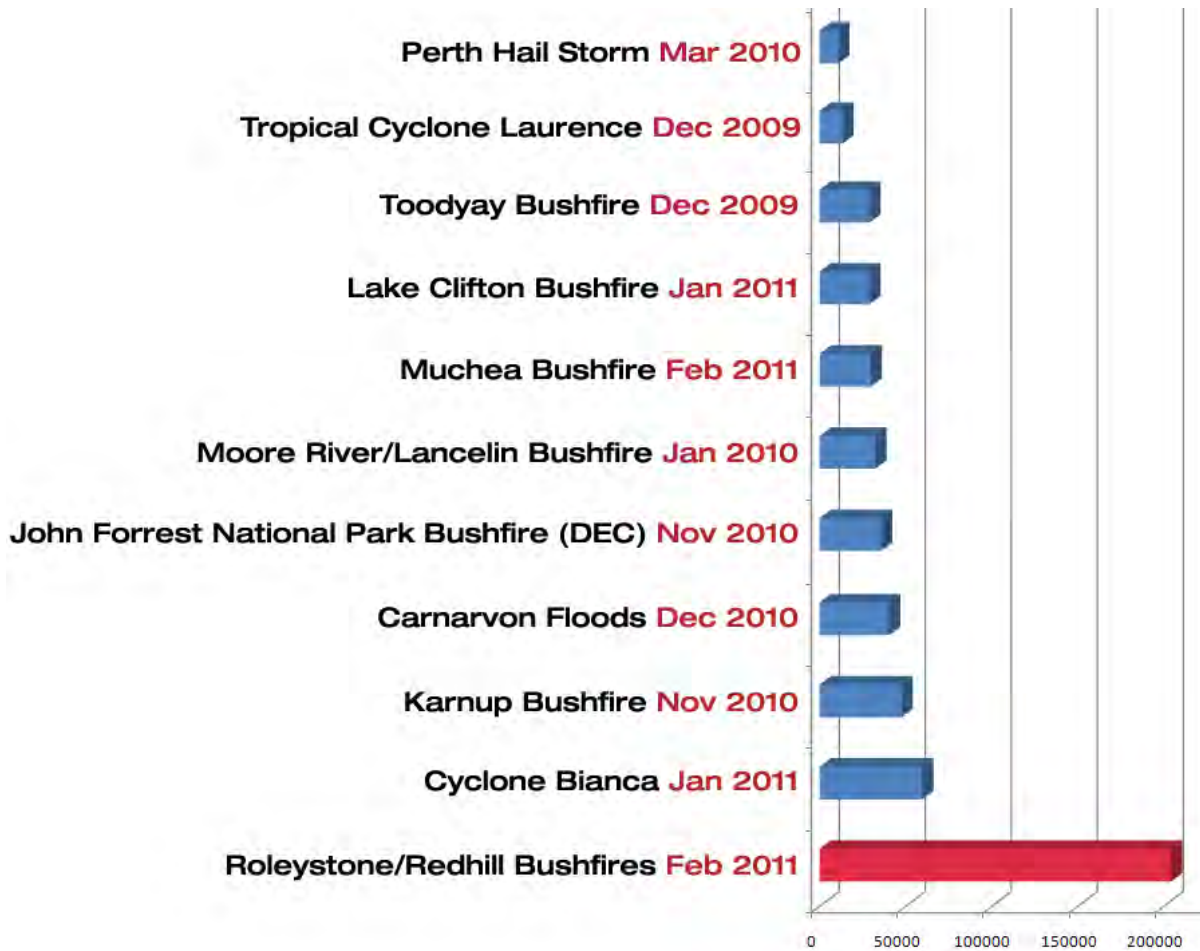 Perth Hail Storm Mar 2010
Tropical Cyclone Laurence Dec 2009
Toodyay Bushfire Dec 2009
Lake Clifton Bushfire Jan 2011
Muchea Bushfire Feb 2011
Moore River/Lancelin Bushfire Jan 2010
John Forrest National Park Bushfire (DEC) Nov 2010
Carnarvon Floods Dec 2010
Karnup Bushfire Nov 2010
Cyclone Bianca Jan 2011
Roleystone/Redhill Bushfires Feb 2011
0 50000 100000 150000 200000